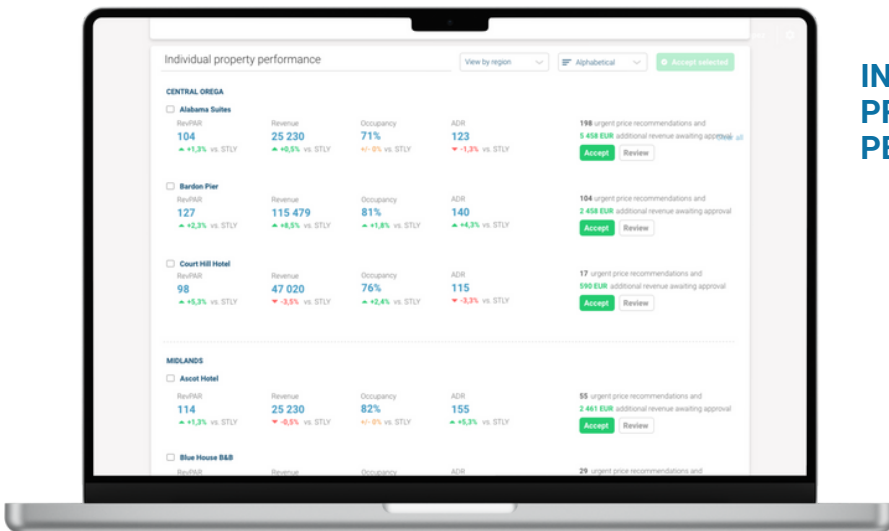 Individual property performance
View by region
Alphabetical
Accept selected
CENTRAL OREGA
Alabama Suites
RevPAR Revenue Occupancy ADR
104 25 230 71% 123
+1,3% vs. STLY +0,5% vs. STLY +/- 0% vs. STLY -1,3% vs. STLY
198 urgent price recommendations and
5 458 EUR additional revenue awaiting approval
Clear all
Accept Review
Bardon Pier
RevPAR Revenue Occupancy ADR
127 115 479 81% 140
+2,3% vs. STLY +8,5% vs. STLY +1,8% vs. STLY +4,3% vs. STLY
104 urgent price recommendations and
2 458 EUR additional revenue awaiting approval
Accept Review
Court Hill Hotel
RevPAR Revenue Occupancy ADR
98 47 020 76% 115
+5,3% vs. STLY -3,5% vs. STLY +2,4% vs. STLY -3,3% vs. STLY
17 urgent price recommendations and
590 EUR additional revenue awaiting approval
Accept Review
MIDLANDS
Ascot Hotel
RevPAR Revenue Occupancy ADR
114 25 230 82% 155
+1,3% vs. STLY -0,5% vs. STLY +/- 0% vs. STLY +5,3% vs. STLY
55 urgent price recommendations and
2 461 EUR additional revenue awaiting approval
Accept Review
Blue House B&B
RevPAR Revenue Occupancy ADR
29 urgent price recommendations and
IN
PE